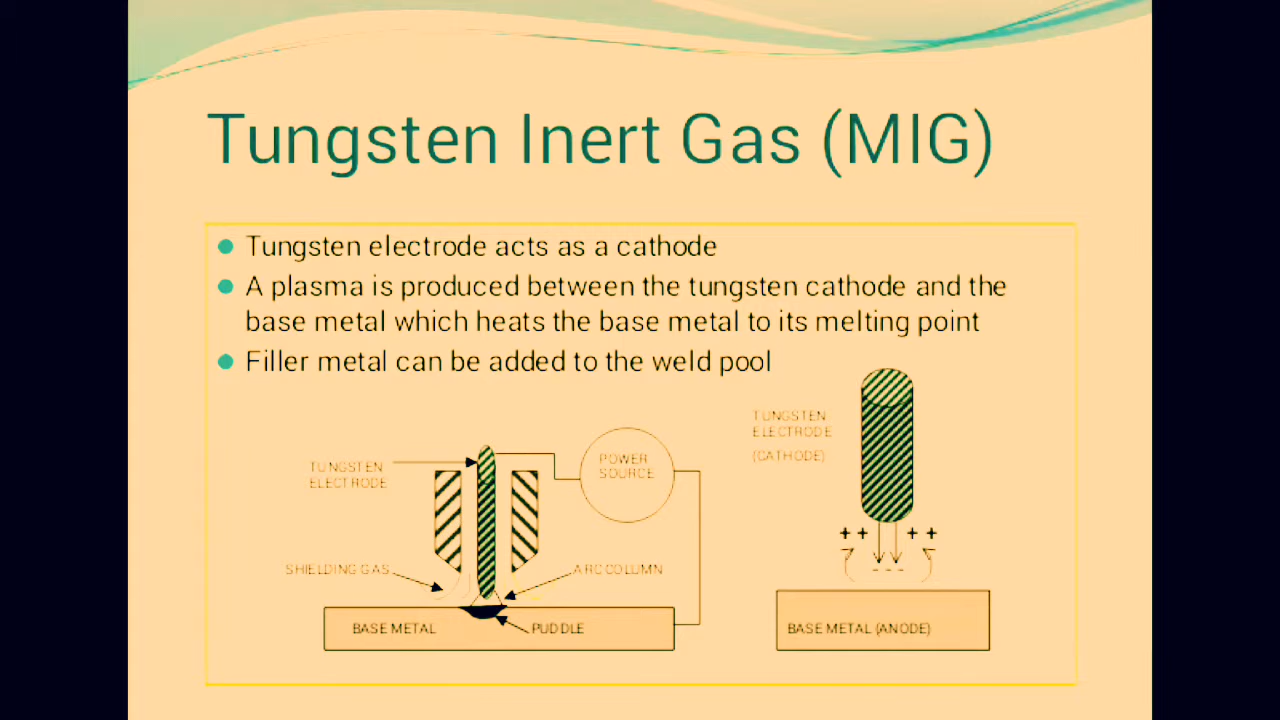 Tungsten Inert Gas (MIG)
Tungsten electrode acts as a cathode
A plasma is produced between the tungsten cathode and the
base metal which heats the base metal to its melting point
Filler metal can be added to the weld pool
TUNGSTEN
ELECTRODE
POWER
SOURCE
SHIELDING GAS
ARC COLUMN
BASE METAL
PUDDLE
TUNGSTEN
ELECTRODE
(CATHODE)
+ + + +
- - -
BASE METAL (ANODE)